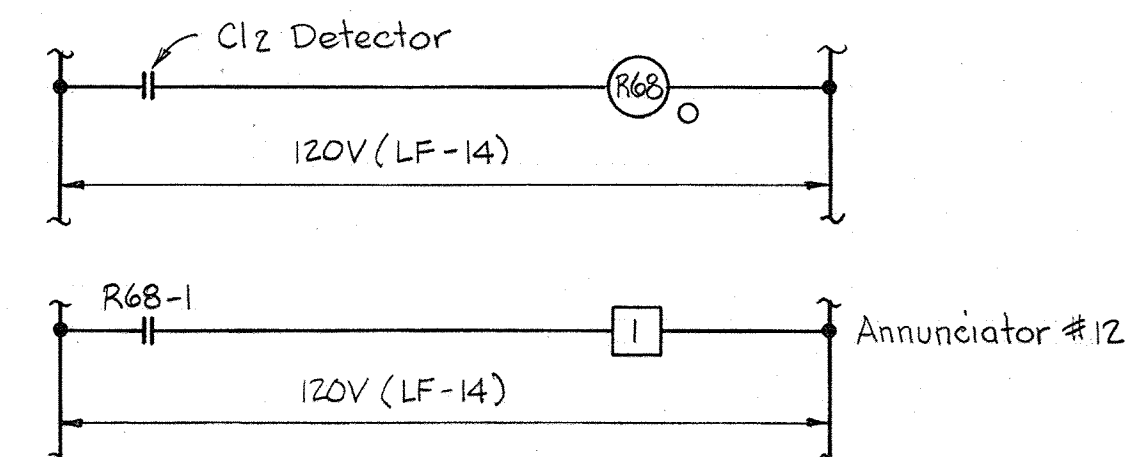 Cl2 Detector
R68
120V (LF-14)
R68-1
1
Annunciator #12
120V (LF-14)